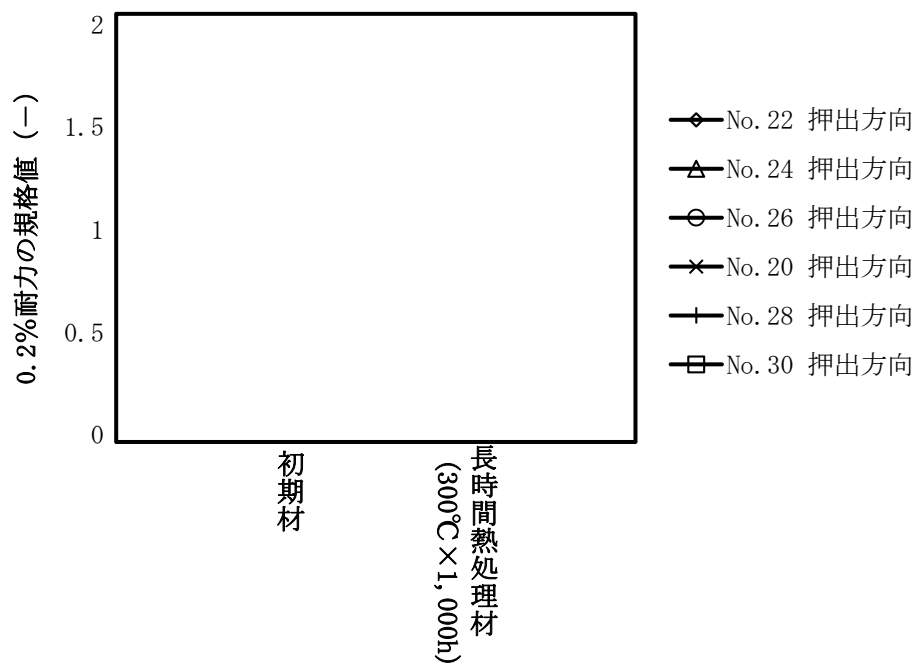 2
1.5
1
0.5
0
0.2%耐力の規格値 (－)
初期材
長時間熱処理材
(300℃×1,000h)
No.22 押出方向
No.24 押出方向
No.26 押出方向
No.20 押出方向
No.28 押出方向
No.30 押出方向